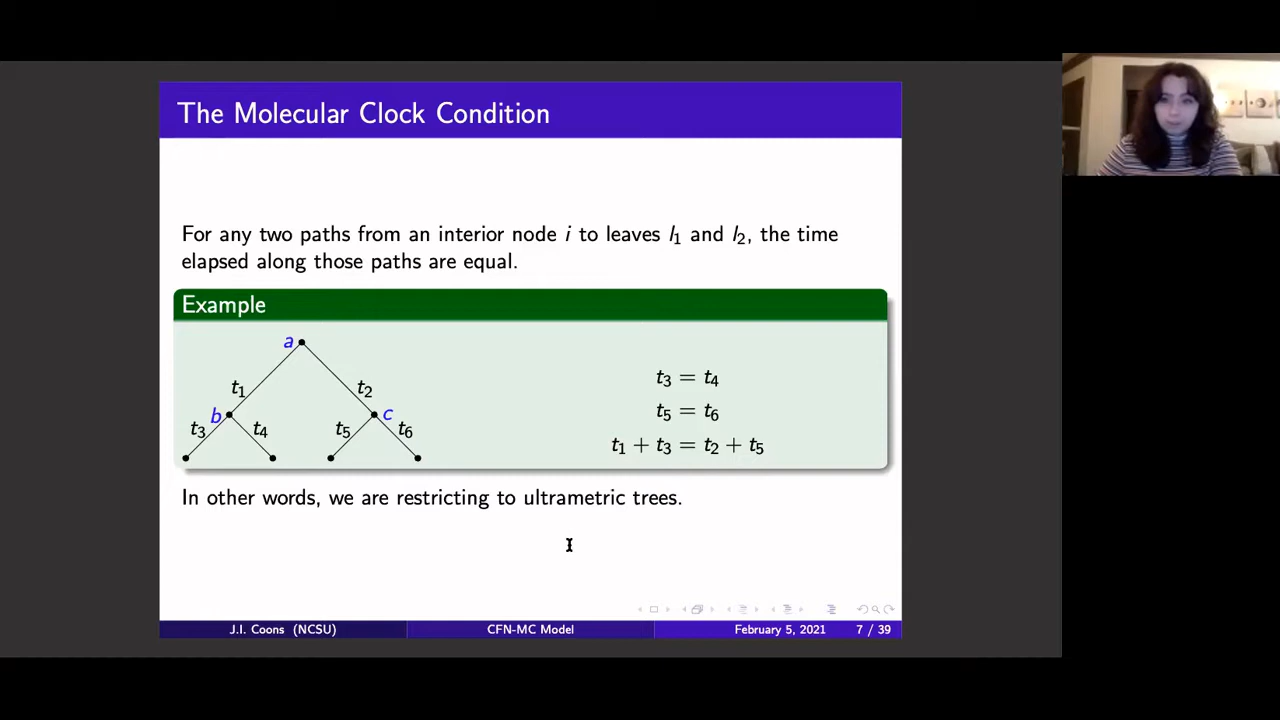 The Molecular Clock Condition
For any two paths from an interior node i to leaves l₁ and l₂, the time
elapsed along those paths are equal.
Example
a
t₁
t₂
b
c
t₃
t₄
t₅
t₆
t₃ = t₄
t₅ = t₆
t₁ + t₃ = t₂ + t₅
In other words, we are restricting to ultrametric trees.
J.I. Coons (NCSU) CFN-MC Model February 5, 2021 7 / 39